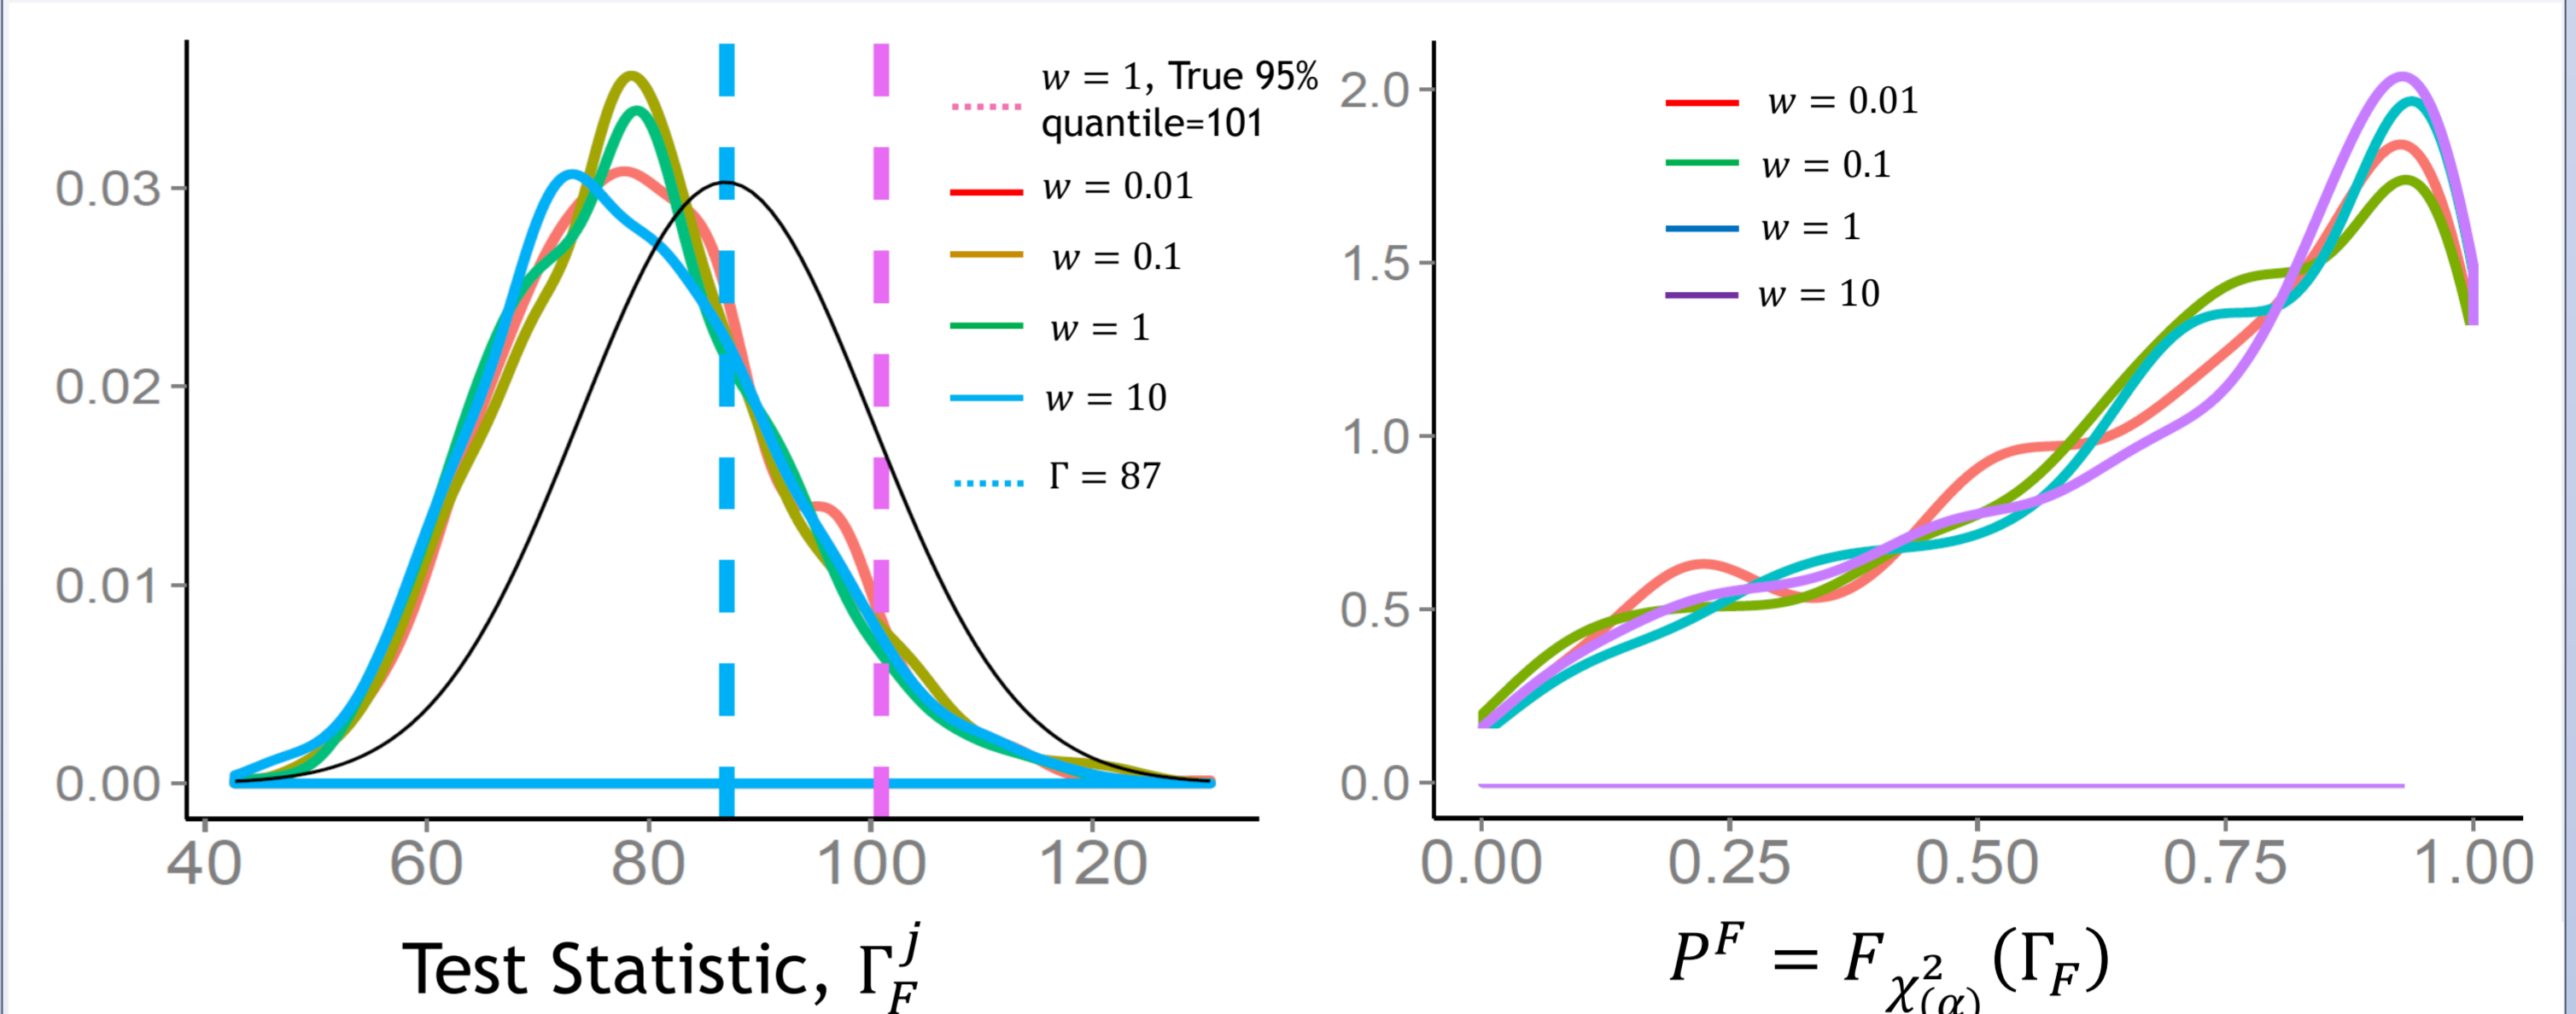 w = 1, True 95%
quantile=101
w = 0.01
w = 0.1
w = 1
w = 10
Γ = 87
0.03
0.02
0.01
0.00
40 60 80 100 120
Test Statistic, Γ_F^j
w = 0.01
w = 0.1
w = 1
w = 10
2.0
1.5
1.0
0.5
0.0
0.00 0.25 0.50 0.75 1.00
P^F = F_{χ^2_{(α)}}(Γ_F)